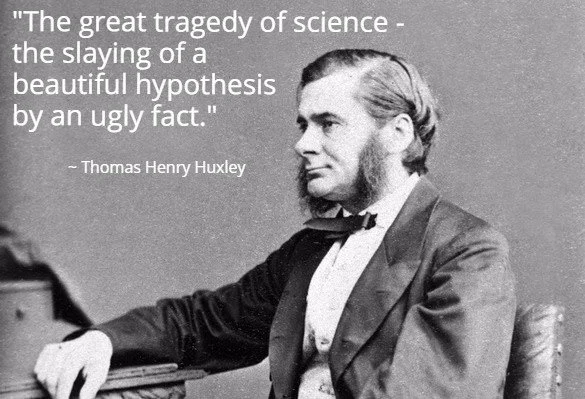 "The great tragedy of science -
the slaying of a
beautiful hypothesis
by an ugly fact."
~ Thomas Henry Huxley